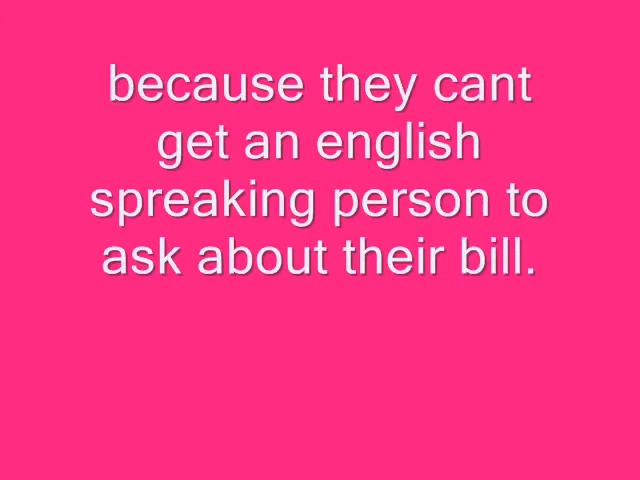 because they cant
get an english
spreaking person to
ask about their bill.